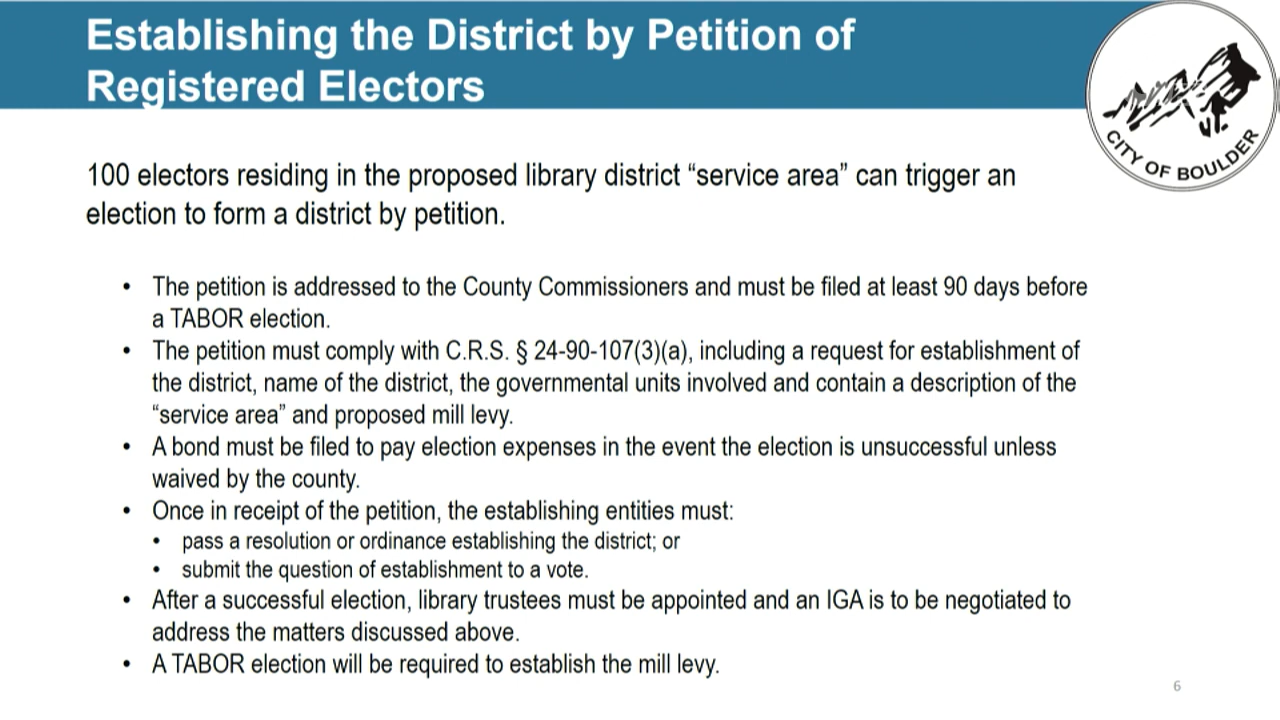 Establishing the District by Petition of
Registered Electors
CITY OF BOULDER
100 electors residing in the proposed library district “service area” can trigger an
election to form a district by petition.
• The petition is addressed to the County Commissioners and must be filed at least 90 days before
a TABOR election.
• The petition must comply with C.R.S. § 24-90-107(3)(a), including a request for establishment of
the district, name of the district, the governmental units involved and contain a description of the
“service area” and proposed mill levy.
• A bond must be filed to pay election expenses in the event the election is unsuccessful unless
waived by the county.
• Once in receipt of the petition, the establishing entities must:
• pass a resolution or ordinance establishing the district; or
• submit the question of establishment to a vote.
• After a successful election, library trustees must be appointed and an IGA is to be negotiated to
address the matters discussed above.
• A TABOR election will be required to establish the mill levy.
6